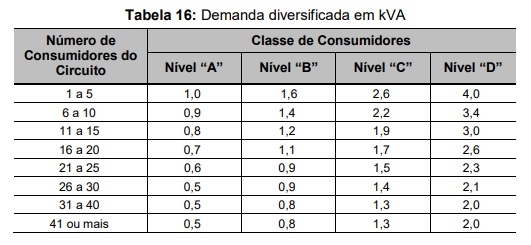 Tabela 16: Demanda diversificada em kVA
Número de Consumidores do Circuito Classe de Consumidores
Nível “A” Nível “B” Nível “C” Nível “D”
1 a 5 1,0 1,6 2,6 4,0
6 a 10 0,9 1,4 2,2 3,4
11 a 15 0,8 1,2 1,9 3,0
16 a 20 0,7 1,1 1,7 2,6
21 a 25 0,6 0,9 1,5 2,3
26 a 30 0,5 0,9 1,4 2,1
31 a 40 0,5 0,8 1,3 2,0
41 ou mais 0,5 0,8 1,3 2,0